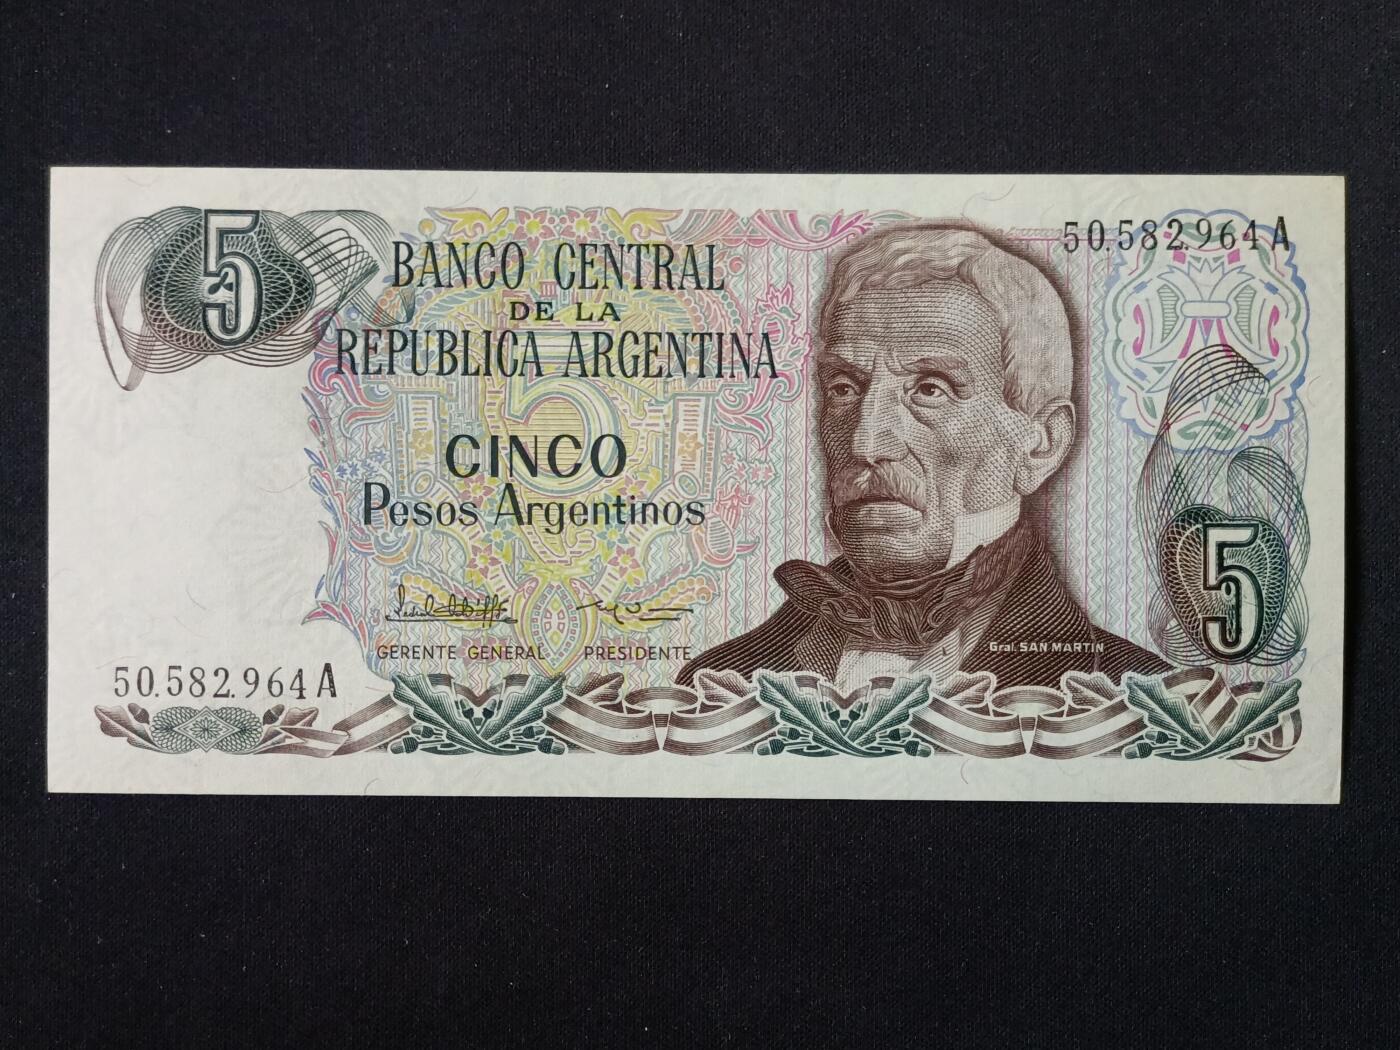 5
BANCO CENTRAL
DE LA
REPUBLICA ARGENTINA
50.582.964 A
5
CINCO
Pesos Argentinos
GERENTE GENERAL
PRESIDENTE
Gral. SAN MARTIN
5
50.582.964 A